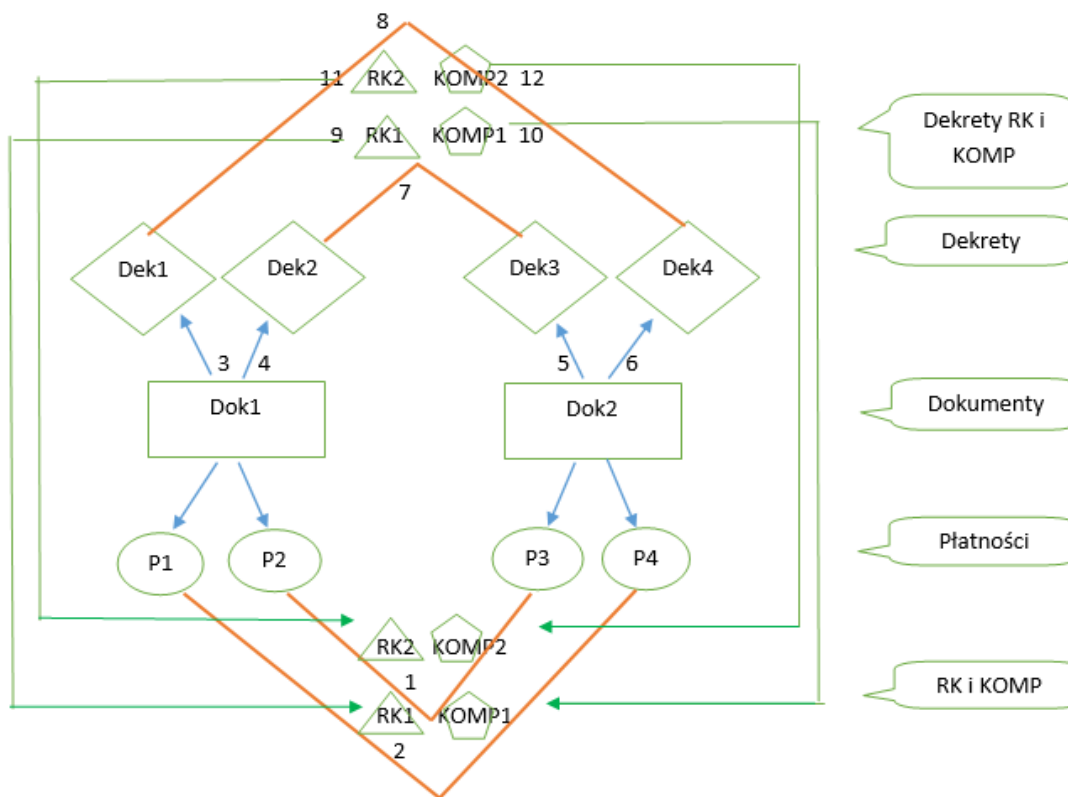 8
11 RK2 KOMP2 12
9 RK1 KOMP1 10
Dekrety RK i
KOMP
7
Dekrety
Dek1 Dek2 Dek3 Dek4
3 4 5 6
Dok1 Dok2 Dokumenty
Płatności
P1 P2 P3 P4
RK2 KOMP2
1
RK i KOMP
RK1 KOMP1
2